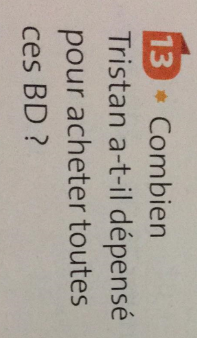 13 * Combien
Tristan a-t-il dépensé
pour acheter toutes
ces BD ?